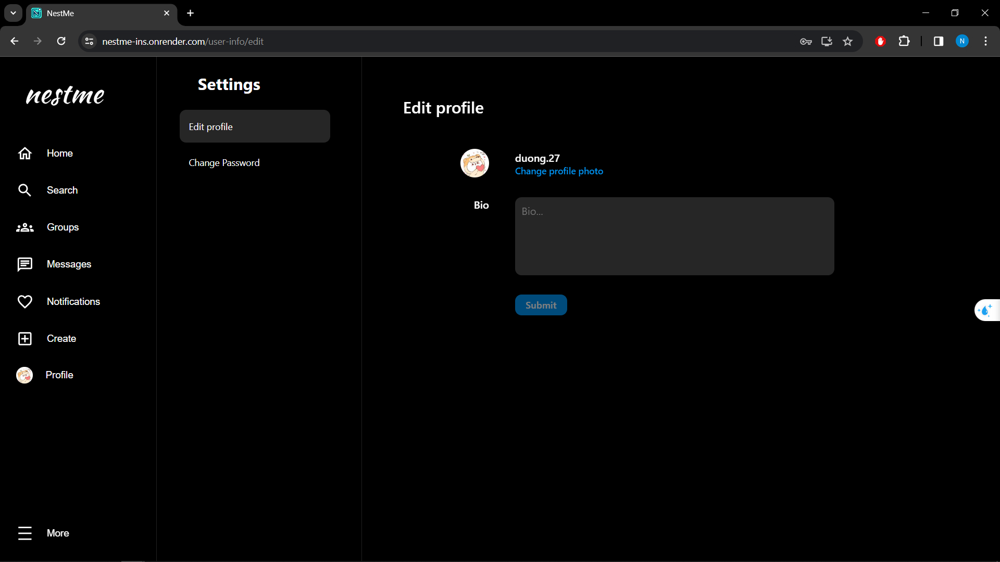 NestMe
nestme-ins.onrender.com/user-info/edit
N
nestme
Home
Search
Groups
Messages
Notifications
Create
Profile
More
Settings
Edit profile
Change Password
Edit profile
duong.27
Change profile photo
Bio
Bio...
Submit